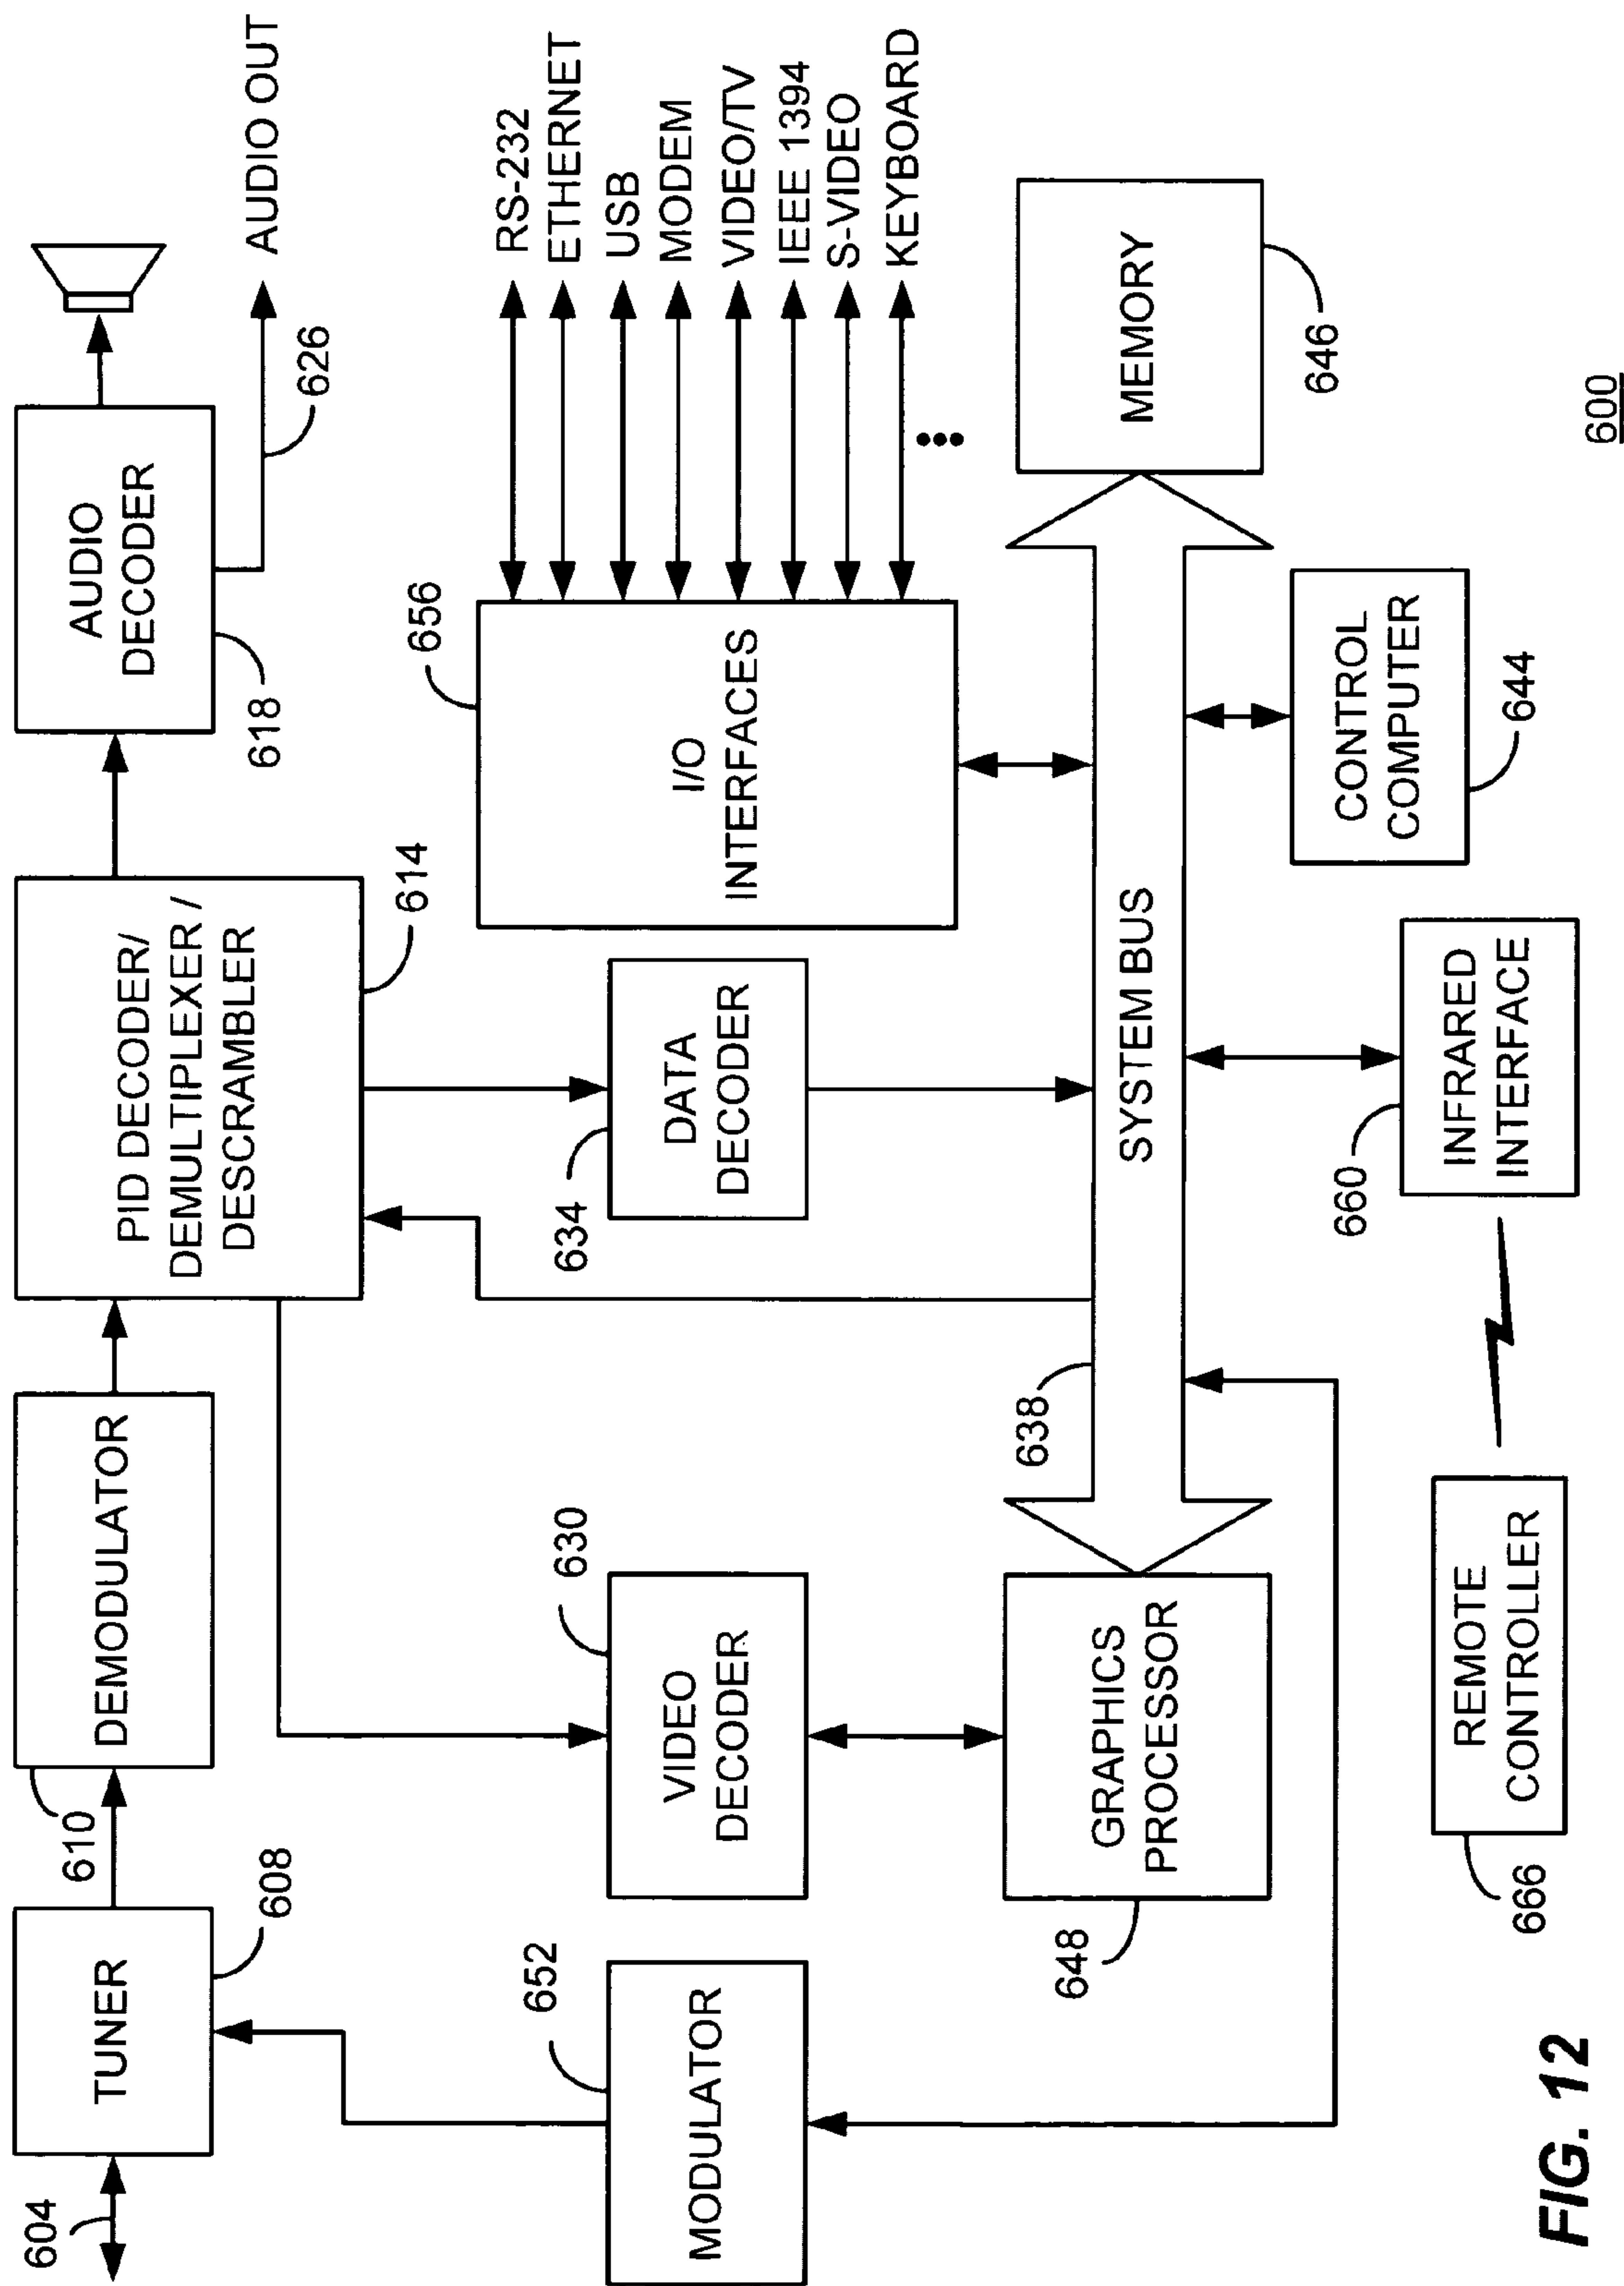 604
TUNER
608
610
DEMODULATOR
PID DECODER/
DEMULTIPLEXER /
DESCRAMBLER
614
AUDIO
DECODER
618
626
AUDIO OUT
652
MODULATOR
630
VIDEO
DECODER
634
DATA
DECODER
656
I/O
INTERFACES
RS-232
ETHERNET
USB
MODEM
VIDEO/TV
IEEE 1394
S-VIDEO
KEYBOARD
648
GRAPHICS
PROCESSOR
638
SYSTEM BUS
MEMORY
646
666
REMOTE
CONTROLLER
660
INFRARED
INTERFACE
CONTROL
COMPUTER
644
FIG. 12
600